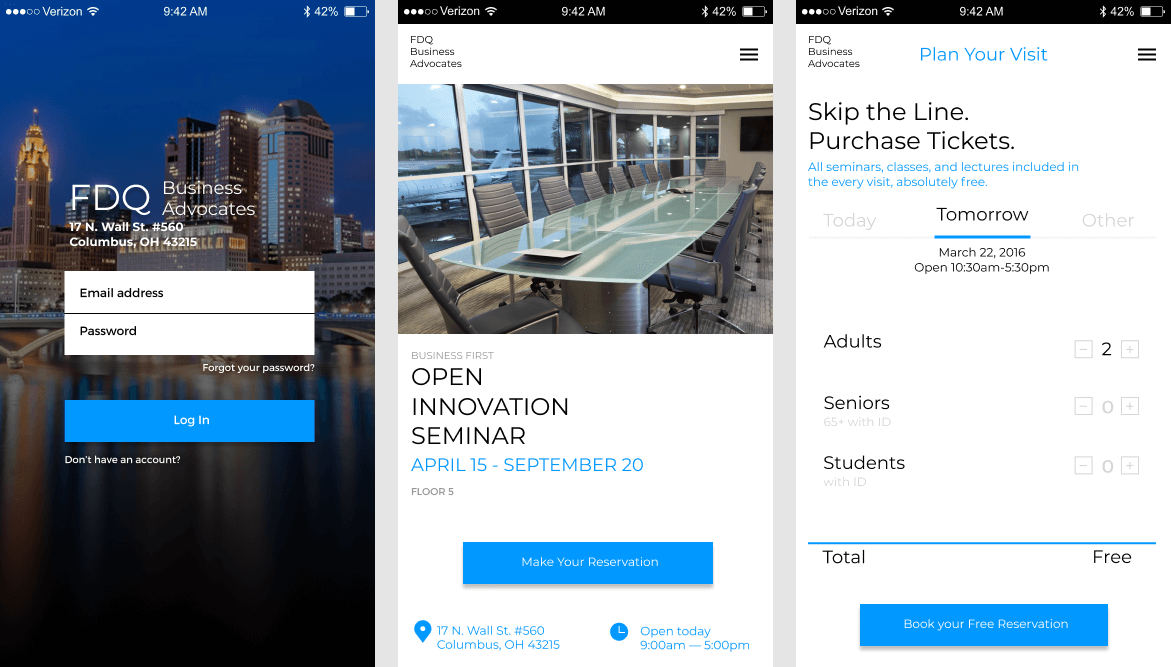 Verizon 9:42 AM 42%
FDQ Business
Advocates
17 N. Wall St. #560
Columbus, OH 43215
Email address
Password
Forgot your password?
Log In
Don't have an account?
Verizon 9:42 AM 42%
FDQ
Business
Advocates
BUSINESS FIRST
OPEN
INNOVATION
SEMINAR
APRIL 15 - SEPTEMBER 20
FLOOR 5
Make Your Reservation
17 N. Wall St. #560
Columbus, OH 43215
Open today
9:00am — 5:00pm
Verizon 9:42 AM 42%
FDQ
Business
Advocates
Plan Your Visit
Skip the Line.
Purchase Tickets.
All seminars, classes, and lectures included in
the every visit, absolutely free.
Today Tomorrow Other
March 22, 2016
Open 10:30am-5:30pm
Adults − 2 +
Seniors − 0 +
65+ with ID
Students − 0 +
with ID
Total Free
Book your Free Reservation